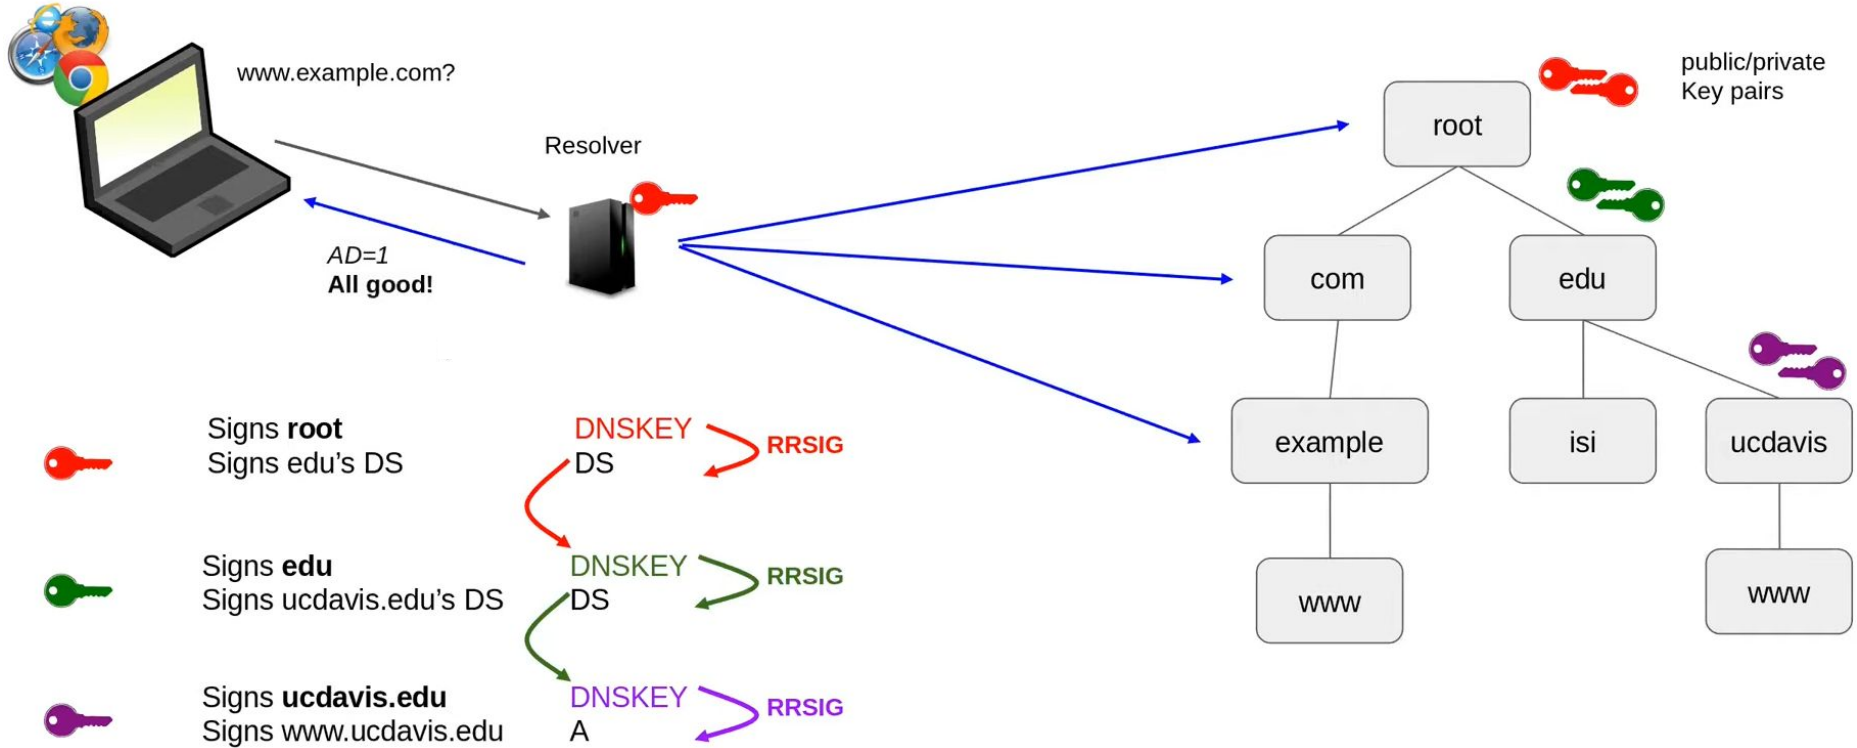 www.example.com?
Resolver
AD=1
All good!
public/private
Key pairs
root
com
edu
example
isi
ucdavis
www
www
Signs root
Signs edu's DS
DNSKEY
DS
RRSIG
Signs edu
Signs ucdavis.edu's DS
DNSKEY
DS
RRSIG
Signs ucdavis.edu
Signs www.ucdavis.edu
DNSKEY
A
RRSIG